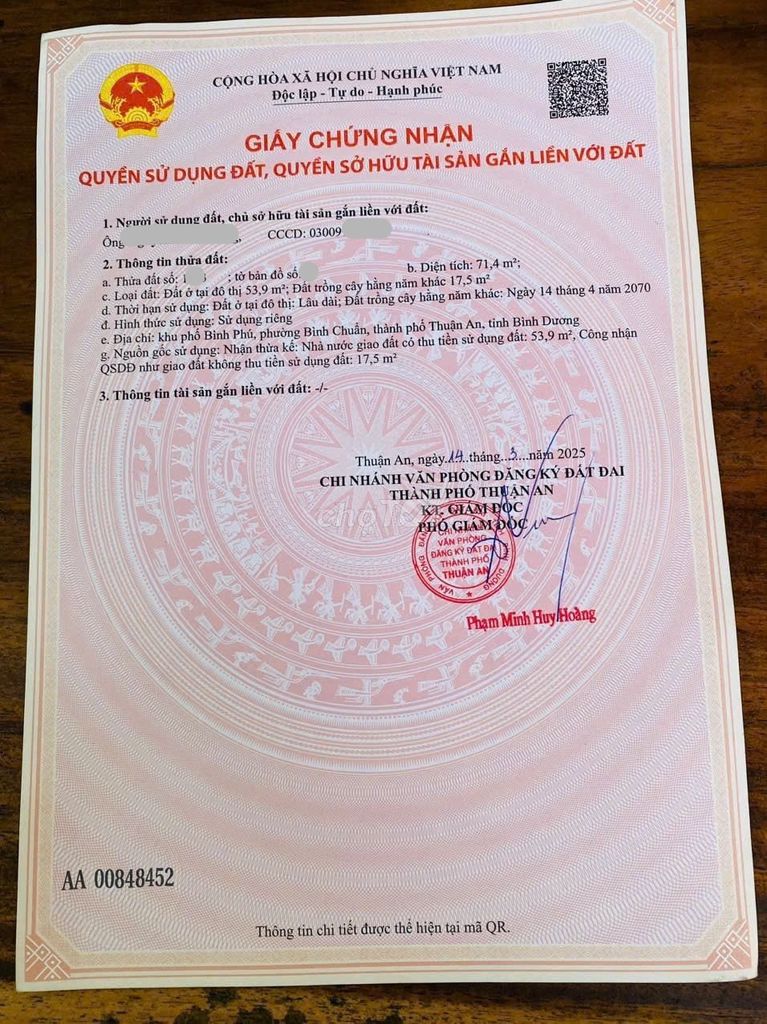 CỘNG HÒA XÃ HỘI CHỦ NGHĨA VIỆT NAM
Độc lập - Tự do - Hạnh phúc
GIẤY CHỨNG NHẬN
QUYỀN SỬ DỤNG ĐẤT, QUYỀN SỞ HỮU TÀI SẢN GẮN LIỀN VỚI ĐẤT
1. Người sử dụng đất, chủ sở hữu tài sản gắn liền với đất:
Ông CCCD: 03009
2. Thông tin thửa đất:
a. Thửa đất số: 1 ; tờ bản đồ số b. Diện tích: 71,4 m²;
c. Loại đất: Đất ở tại đô thị 53,9 m²; Đất trồng cây hằng năm khác 17,5 m²
d. Thời hạn sử dụng: Đất ở tại đô thị: Lâu dài; Đất trồng cây hằng năm khác: Ngày 14 tháng 4 năm 2070
đ. Hình thức sử dụng: Sử dụng riêng
e. Địa chỉ: khu phố Bình Phú, phường Bình Chuẩn, thành phố Thuận An, tỉnh Bình Dương
g. Nguồn gốc sử dụng: Nhận thừa kế: Nhà nước giao đất có thu tiền sử dụng đất: 53,9 m², Công nhận
QSDĐ như giao đất không thu tiền sử dụng đất: 17,5 m²
3. Thông tin tài sản gắn liền với đất: -/-
Thuận An, ngày 14 tháng 3 năm 2025
CHI NHÁNH VĂN PHÒNG ĐĂNG KÝ ĐẤT ĐAI
THÀNH PHỐ THUẬN AN
KT. GIÁM ĐỐC
PHÓ GIÁM ĐỐC
CHI NHÁNH
VĂN PHÒNG
ĐĂNG KÝ ĐẤT ĐAI
THÀNH PHỐ
THUẬN AN
Phạm Minh Huy Hoàng
AA 00848452
Thông tin chi tiết được thể hiện tại mã QR.